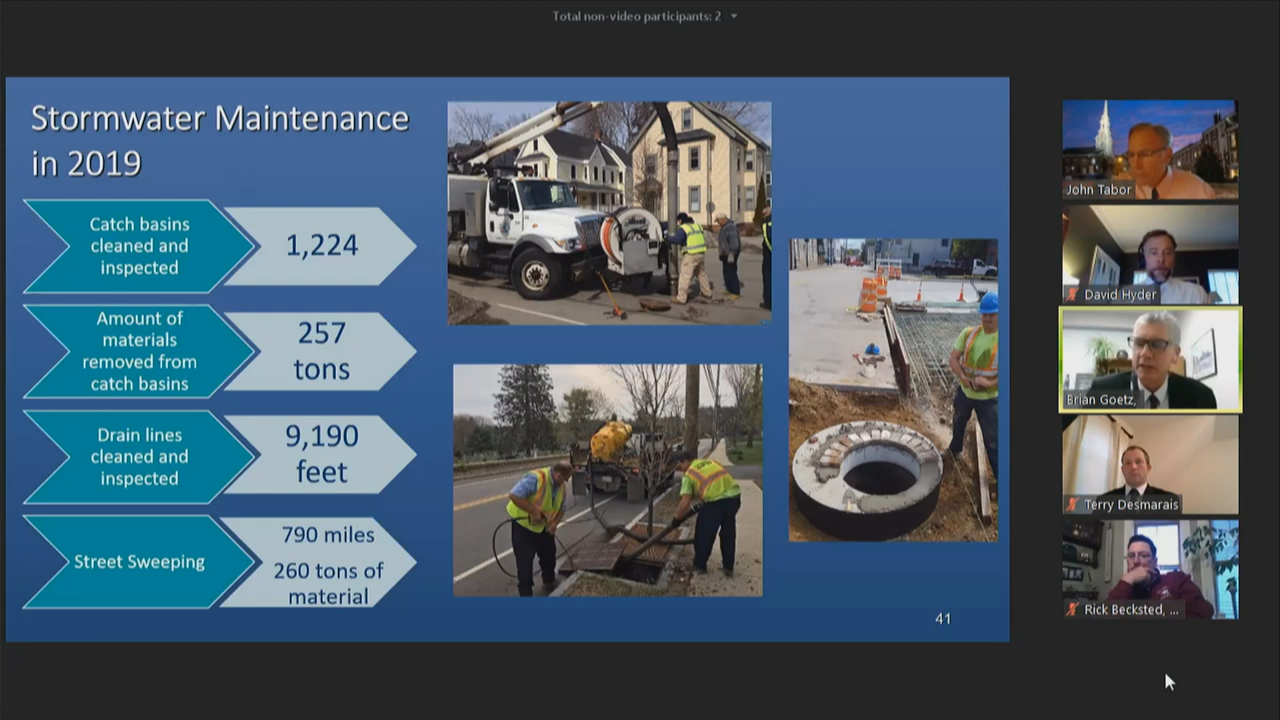 Total non-video participants: 2
Stormwater Maintenance
in 2019
Catch basins
cleaned and
inspected
1,224
Amount of
materials
removed from
catch basins
257
tons
Drain lines
cleaned and
inspected
9,190
feet
Street Sweeping
790 miles
260 tons of
material
41
John Tabor
David Hyder
Brian Goetz,
Terry Desmarais
Rick Becksted, ...